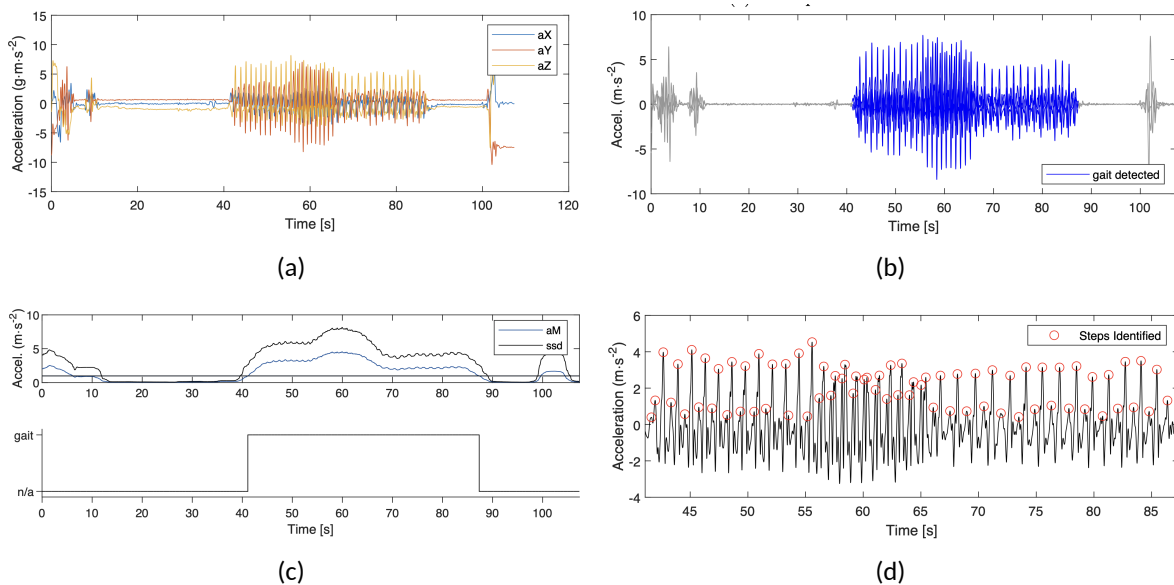 15
10
5
0
-5
-10
-15
Acceleration (g·m·s⁻²)
aX
aY
aZ
0 20 40 60 80 100 120
Time [s]
(a)
10
5
0
-5
-10
Accel. (m·s⁻²)
gait detected
0 10 20 30 40 50 60 70 80 90 100
Time [s]
(b)
10
5
0
Accel. (m·s⁻²)
aM
ssd
0 10 20 30 40 50 60 70 80 90 100
gait
n/a
0 10 20 30 40 50 60 70 80 90 100
Time [s]
(c)
6
4
2
0
-2
-4
Acceleration (m·s⁻²)
Steps Identified
45 50 55 60 65 70 75 80 85
Time [s]
(d)